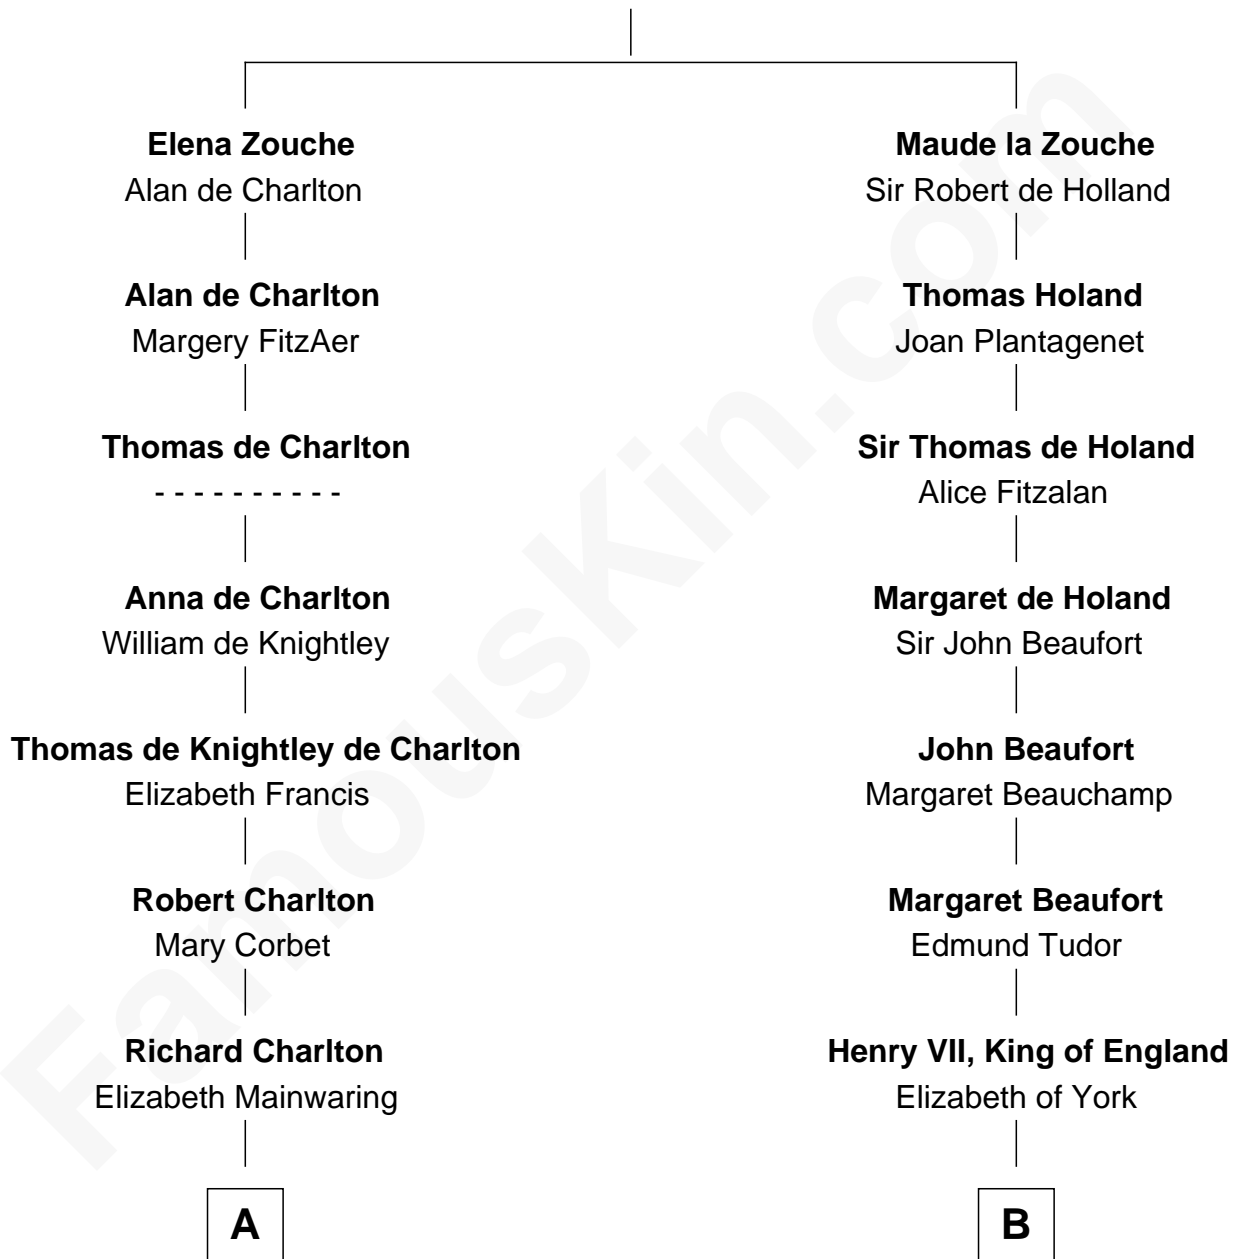 Elena Zouche
Alan de Charlton
Alan de Charlton
Margery FitzAer
Thomas de Charlton
- - - - - - - - - -
Anna de Charlton
William de Knightley
Thomas de Knightley de Charlton
Elizabeth Francis
Robert Charlton
Mary Corbet
Richard Charlton
Elizabeth Mainwaring
A
Maude la Zouche
Sir Robert de Holland
Thomas Holand
Joan Plantagenet
Sir Thomas de Holand
Alice Fitzalan
Margaret de Holand
Sir John Beaufort
John Beaufort
Margaret Beauchamp
Margaret Beaufort
Edmund Tudor
Henry VII, King of England
Elizabeth of York
B
FamousKin.com